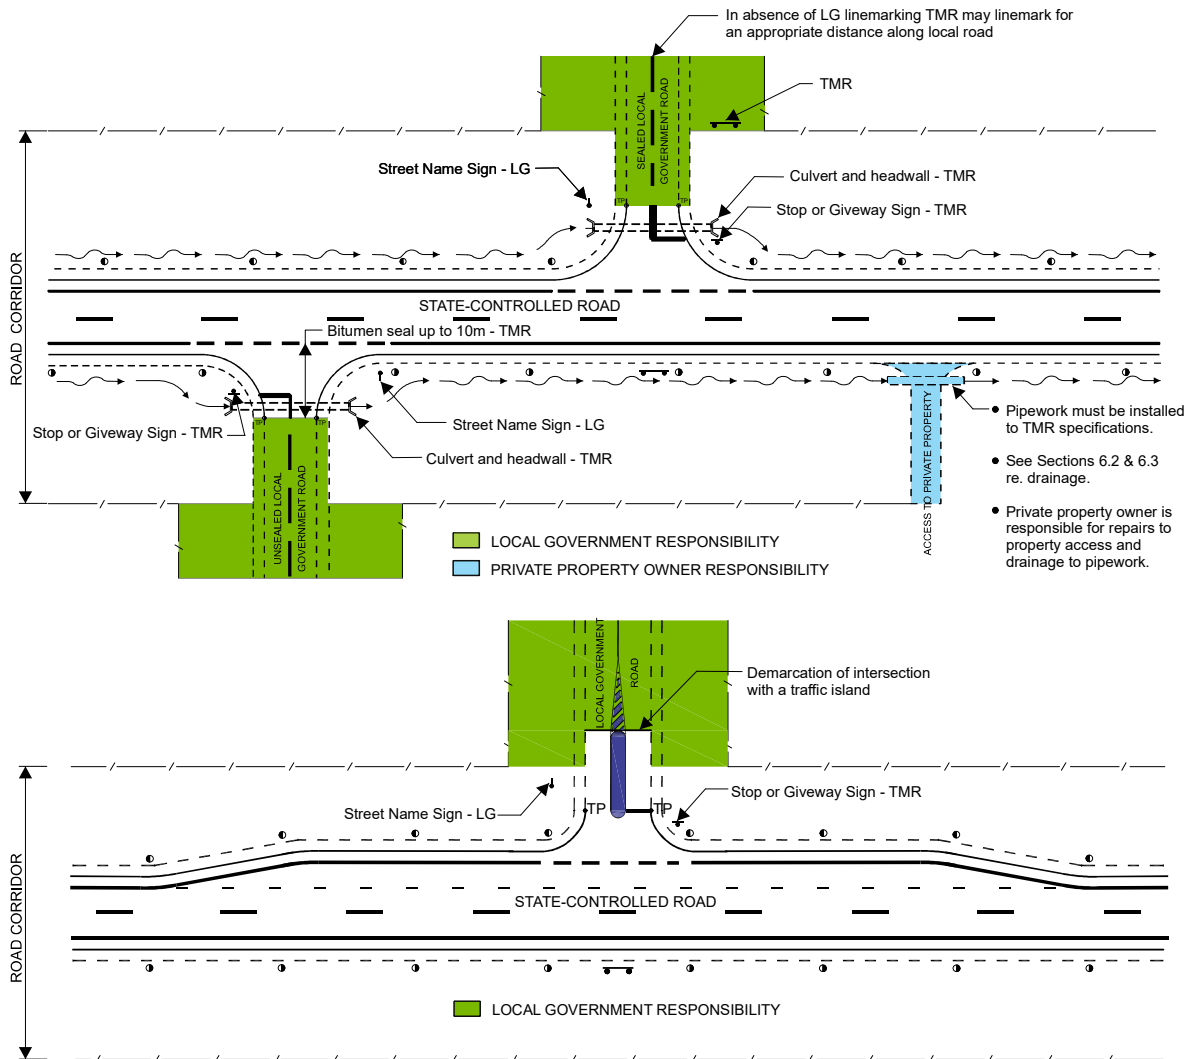 In absence of LG linemarking TMR may linemark for
an appropriate distance along local road
TMR
SEALED LOCAL
GOVERNMENT ROAD
Street Name Sign - LG
Culvert and headwall - TMR
Stop or Giveway Sign - TMR
TP
TP
ROAD CORRIDOR
STATE-CONTROLLED ROAD
Bitumen seal up to 10m - TMR
Stop or Giveway Sign - TMR
TP
TP
Street Name Sign - LG
Culvert and headwall - TMR
UNSEALED LOCAL
GOVERNMENT ROAD
ACCESS TO PRIVATE PROPERTY
● Pipework must be installed
to TMR specifications.
● See Sections 6.2 & 6.3
re. drainage.
● Private property owner is
responsible for repairs to
property access and
drainage to pipework.
LOCAL GOVERNMENT RESPONSIBILITY
PRIVATE PROPERTY OWNER RESPONSIBILITY
LOCAL GOVERNMENT
ROAD
Demarcation of intersection
with a traffic island
Street Name Sign - LG
TP
TP
Stop or Giveway Sign - TMR
ROAD CORRIDOR
STATE-CONTROLLED ROAD
LOCAL GOVERNMENT RESPONSIBILITY